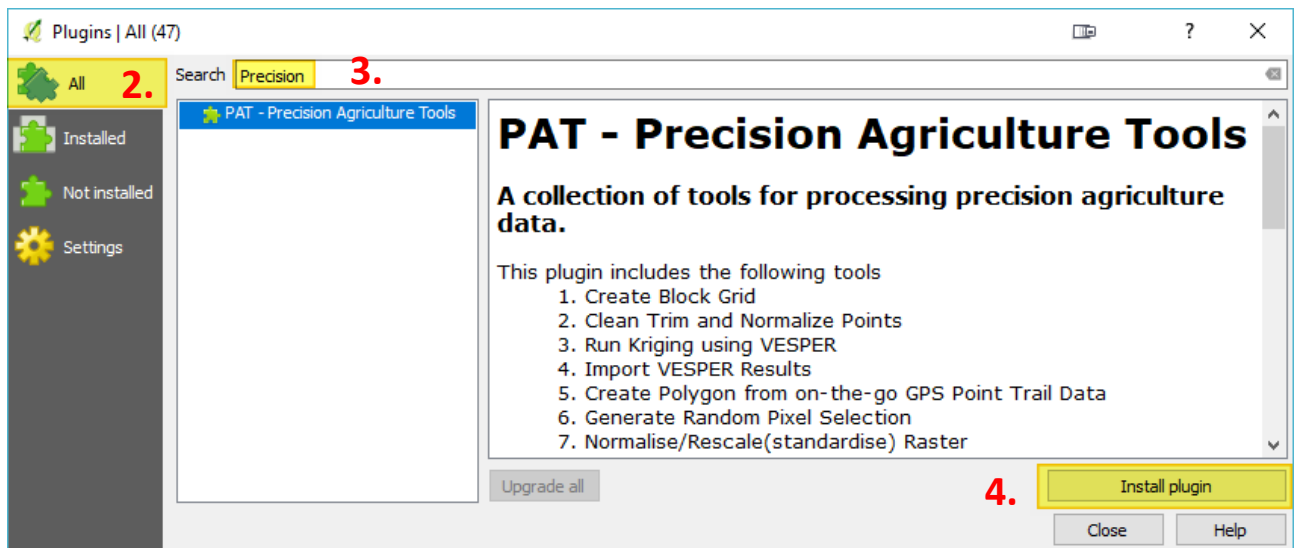 Plugins | All (47)
?
All
2.
Search
Precision
3.
PAT - Precision Agriculture Tools
Installed
Not installed
Settings
PAT - Precision Agriculture Tools
A collection of tools for processing precision agriculture
data.
This plugin includes the following tools
1. Create Block Grid
2. Clean Trim and Normalize Points
3. Run Kriging using VESPER
4. Import VESPER Results
5. Create Polygon from on-the-go GPS Point Trail Data
6. Generate Random Pixel Selection
7. Normalise/Rescale(standardise) Raster
Upgrade all
4.
Install plugin
Close
Help